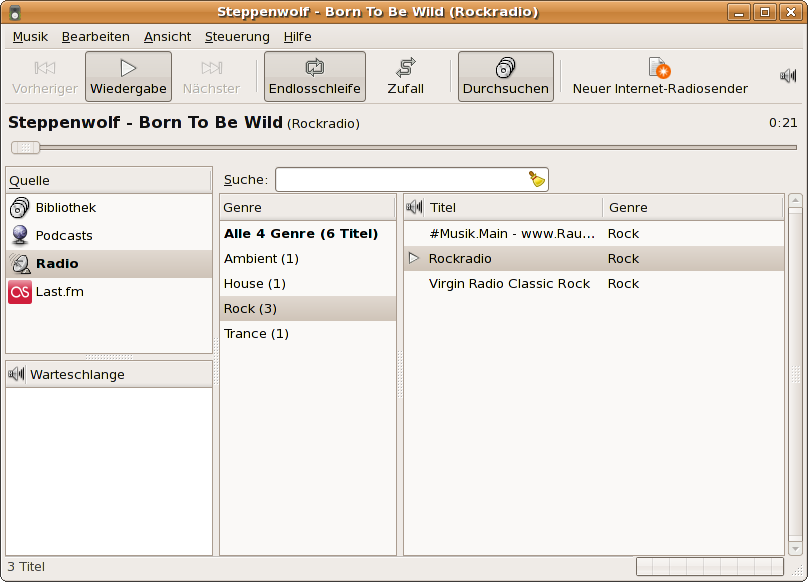 Steppenwolf - Born To Be Wild (Rockradio)
Musik Bearbeiten Ansicht Steuerung Hilfe
Vorheriger Wiedergabe Nächster Endlosschleife Zufall Durchsuchen Neuer Internet-Radiosender
Steppenwolf - Born To Be Wild (Rockradio) 0:21
Quelle
Bibliothek
Podcasts
Radio
Last.fm
Warteschlange
Suche:
Genre
Alle 4 Genre (6 Titel)
Ambient (1)
House (1)
Rock (3)
Trance (1)
Titel Genre
#Musik.Main - www.Rau... Rock
Rockradio Rock
Virgin Radio Classic Rock Rock
3 Titel